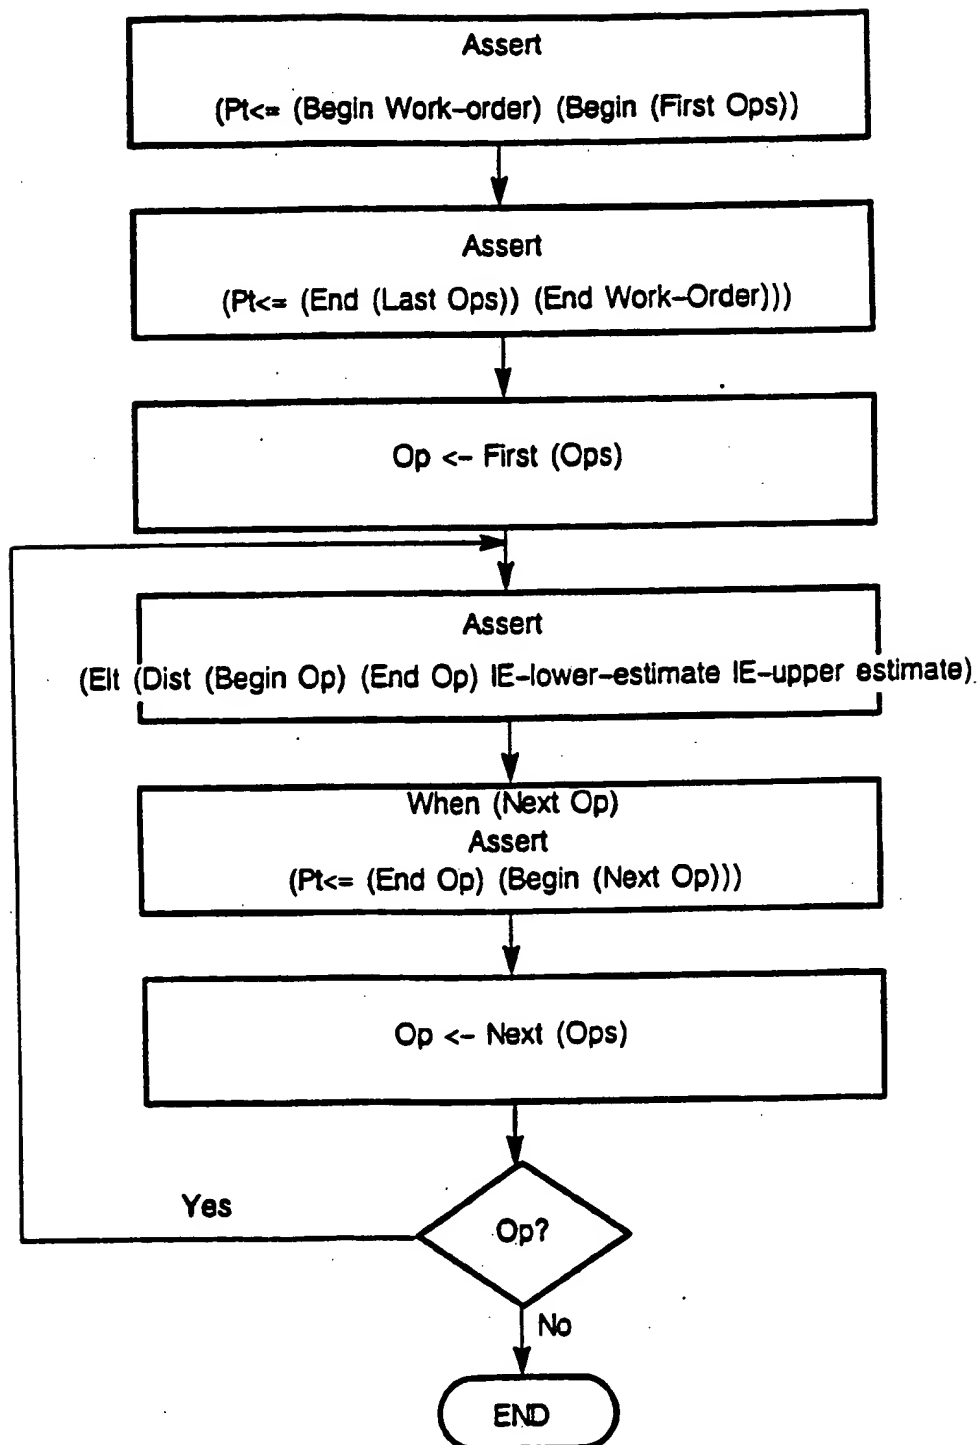 Assert
(Pt<= (Begin Work-order) (Begin (First Ops))
Assert
(Pt<= (End (Last Ops)) (End Work-Order)))
Op <- First (Ops)
Assert
(Elt (Dist (Begin Op) (End Op) IE-lower-estimate IE-upper estimate)
When (Next Op)
Assert
(Pt<= (End Op) (Begin (Next Op)))
Op <- Next (Ops)
Yes
Op?
No
END